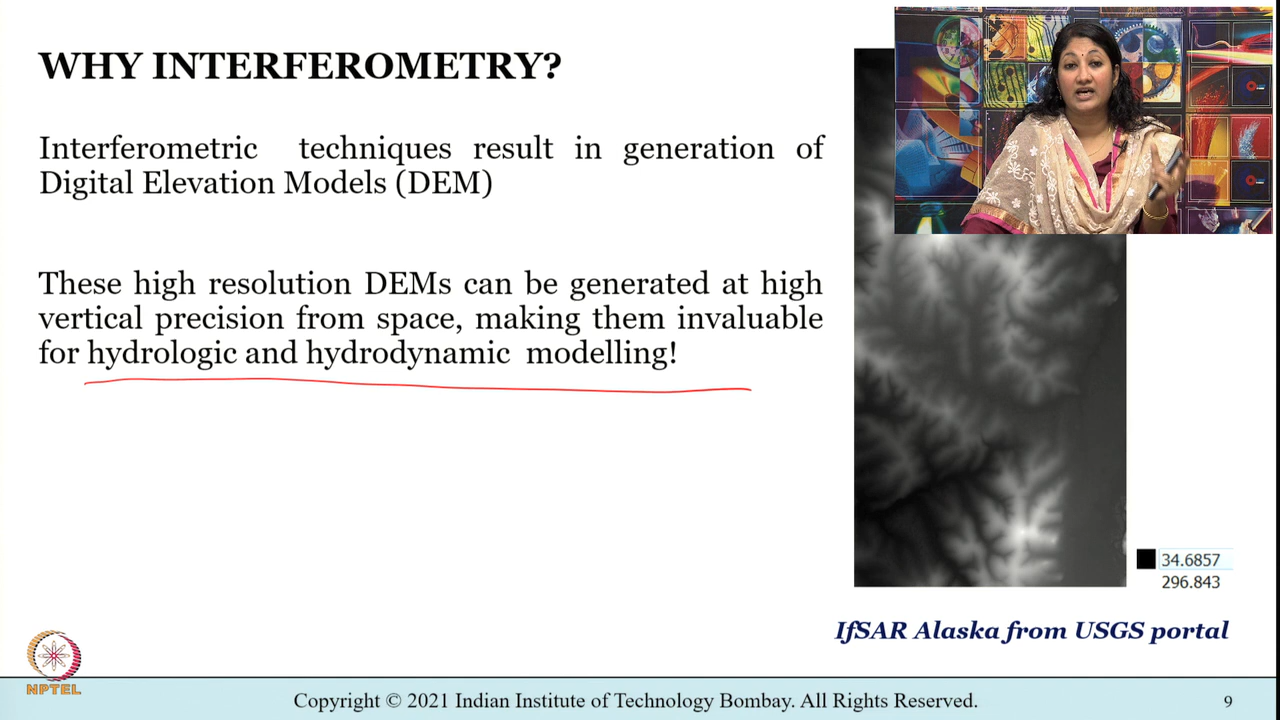 WHY INTERFEROMETRY?
Interferometric techniques result in generation of
Digital Elevation Models (DEM)
These high resolution DEMs can be generated at high
vertical precision from space, making them invaluable
for hydrologic and hydrodynamic modelling!
34.6857
296.843
IfSAR Alaska from USGS portal
NPTEL
Copyright © 2021 Indian Institute of Technology Bombay. All Rights Reserved.
9